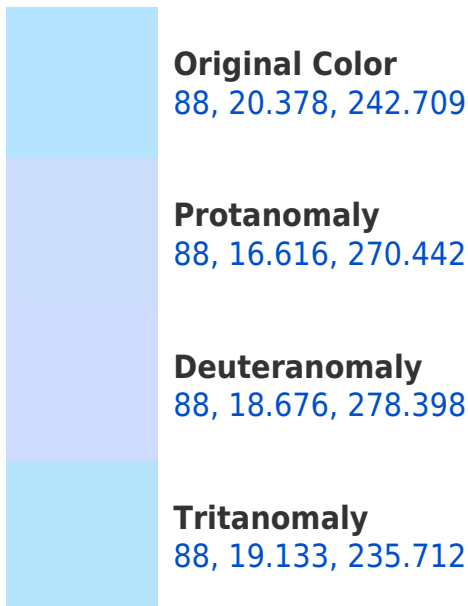 Original Color
88, 20.378, 242.709
Protanomaly
88, 16.616, 270.442
Deuteranomaly
88, 18.676, 278.398
Tritanomaly
88, 19.133, 235.712